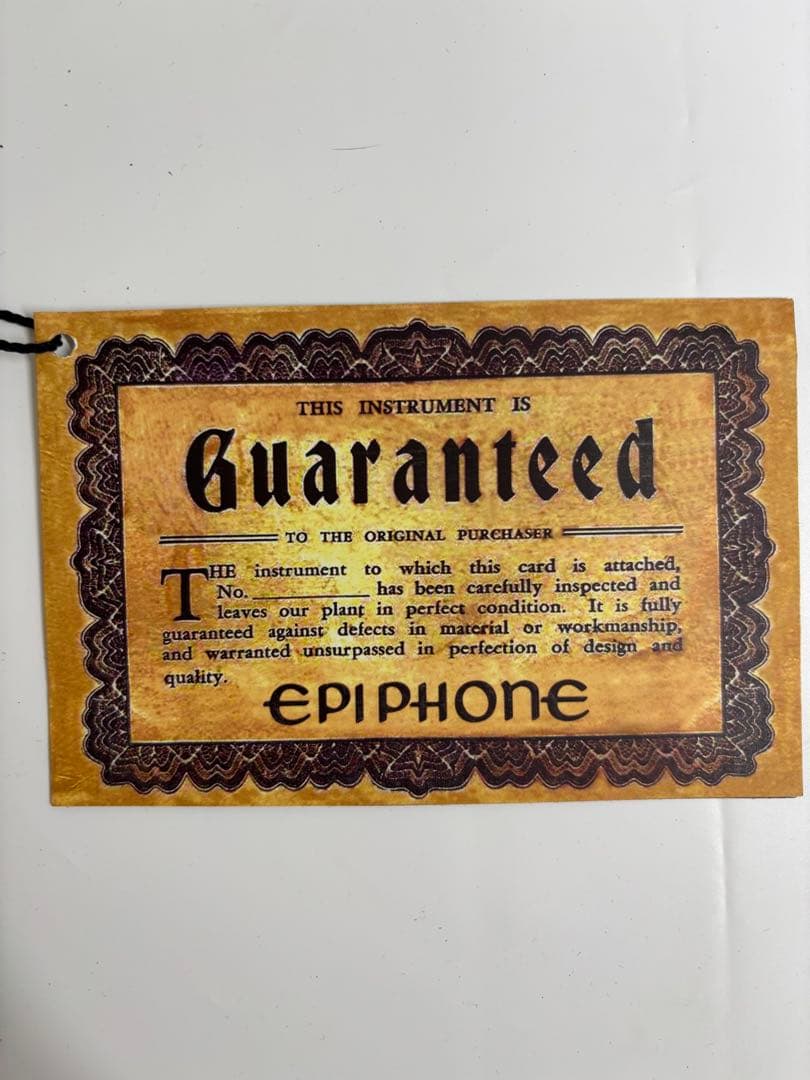 THIS INSTRUMENT IS
Guaranteed
TO THE ORIGINAL PURCHASER
THE instrument to which this card is attached,
No. __________ has been carefully inspected and
leaves our plant in perfect condition. It is fully
guaranteed against defects in material or workmanship,
and warranted unsurpassed in perfection of design and
quality.
EPIPHONE